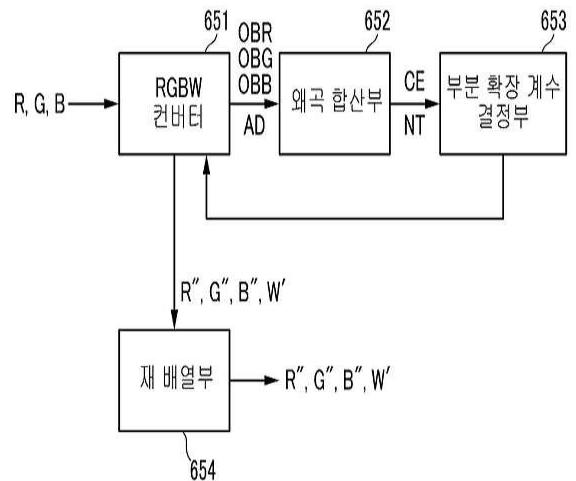 651
652
653
R, G, B
RGBW
컨버터
OBR
OBG
OBB
AD
왜곡 합산부
CE
NT
부분 확장 계수
결정부
R″, G″, B″, W′
재 배열부
R″, G″, B″, W′
654